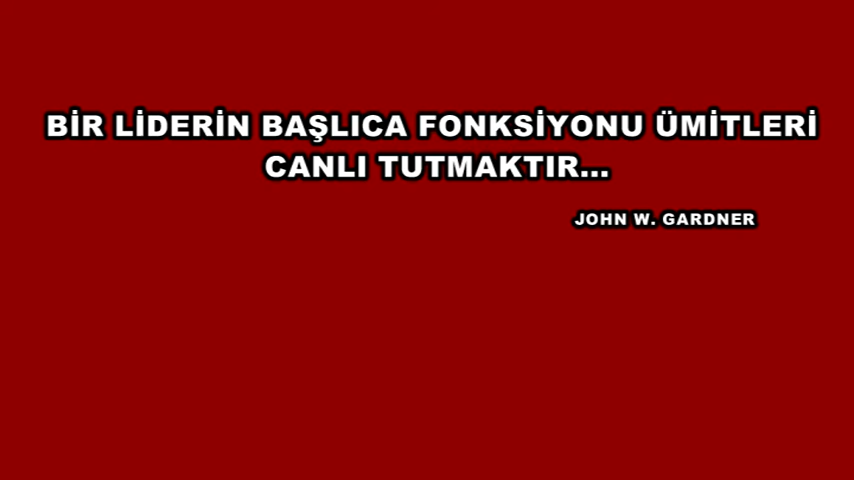 BİR LİDERİN BAŞLICA FONKSİYONU ÜMİTLERİ
CANLI TUTMAKTIR...
JOHN W. GARDNER